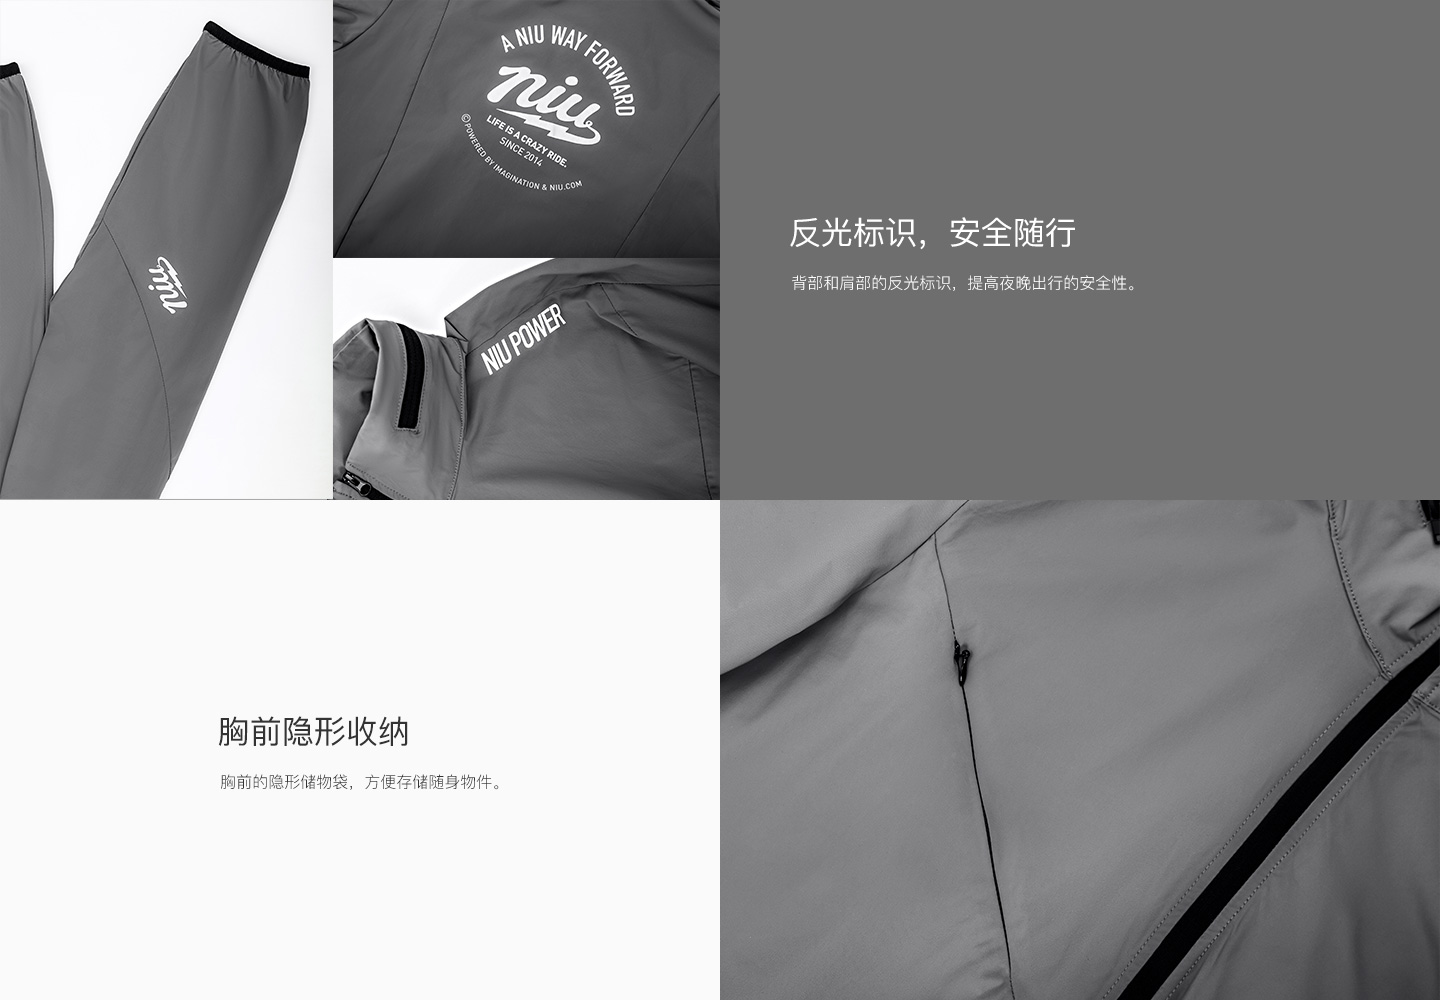 niu
A NIU WAY FORWARD
niu
LIFE IS A CRAZY RIDE.
SINCE 2014
©POWERED BY IMAGINATION & NIU.COM
NIU POWER
反光标识，安全随行
背部和肩部的反光标识，提高夜晚出行的安全性。
胸前隐形收纳
胸前的隐形储物袋，方便存储随身物件。